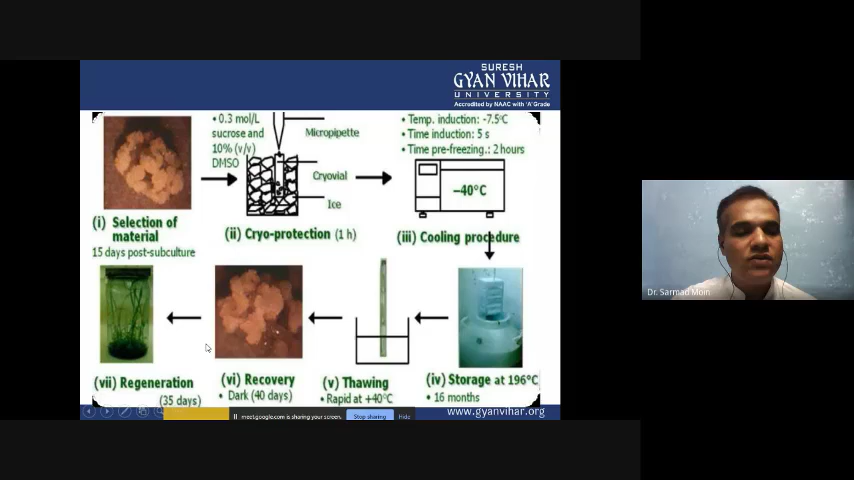 SURESH
GYAN VIHAR
UNIVERSITY
Accredited by NAAC with 'A' Grade
• 0.3 mol/L
sucrose and
10% (v/v)
DMSO
Micropipette
Cryovial
Ice
• Temp. induction: -7.5°C
• Time induction: 5 s
• Time pre-freezing.: 2 hours
−40°C
(i) Selection of
material
15 days post-subculture
(ii) Cryo-protection (1 h)
(iii) Cooling procedure
(vii) Regeneration
(35 days)
(vi) Recovery
• Dark (40 days)
(v) Thawing
• Rapid at +40°C
(iv) Storage at 196°C
• 16 months
meet.google.com is sharing your screen.
Stop sharing
Hide
www.gyanvihar.org
Dr. Sarmad Moin